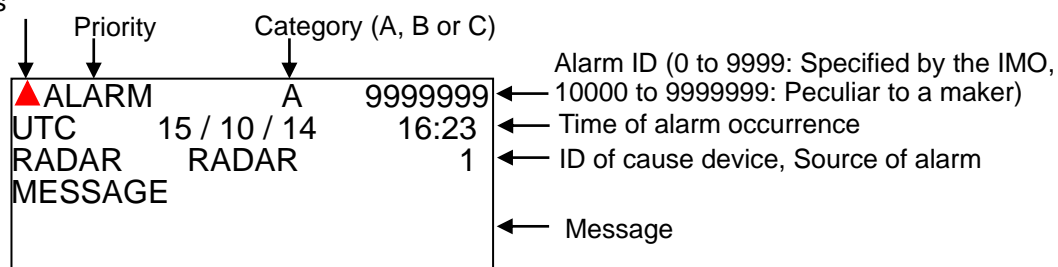 Priority Category (A, B or C)
ALARM A 9999999
UTC 15 / 10 / 14 16:23
RADAR RADAR 1
MESSAGE
Alarm ID (0 to 9999: Specified by the IMO,
10000 to 9999999: Peculiar to a maker)
Time of alarm occurrence
ID of cause device, Source of alarm
Message